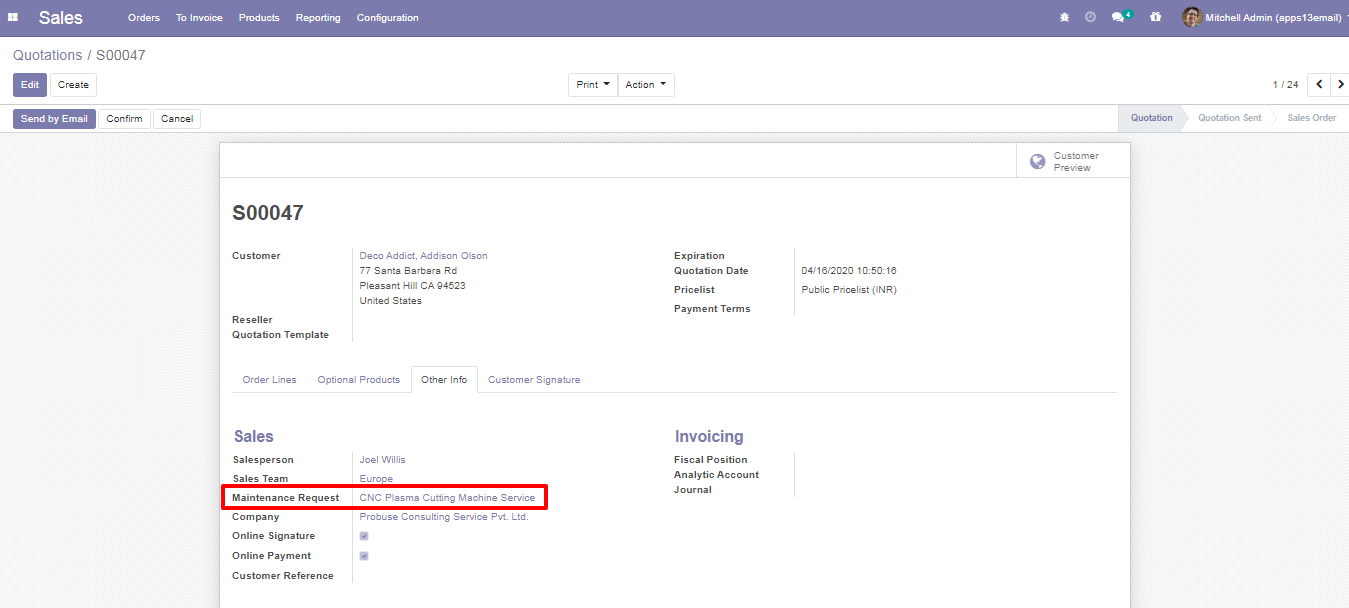 Sales Orders To Invoice Products Reporting Configuration 4 Mitchell Admin (apps13email)
Quotations / S00047
Edit Create Print Action 1 / 24
Send by Email Confirm Cancel Quotation Quotation Sent Sales Order
Customer
Preview
S00047
Customer Deco Addict, Addison Olson
77 Santa Barbara Rd
Pleasant Hill CA 94523
United States
Reseller
Quotation Template
Expiration
Quotation Date 04/16/2020 10:50:16
Pricelist Public Pricelist (INR)
Payment Terms
Order Lines Optional Products Other Info Customer Signature
Sales
Salesperson Joel Willis
Sales Team Europe
Maintenance Request CNC Plasma Cutting Machine Service
Company Probuse Consulting Service Pvt. Ltd.
Online Signature
Online Payment
Customer Reference
Invoicing
Fiscal Position
Analytic Account
Journal